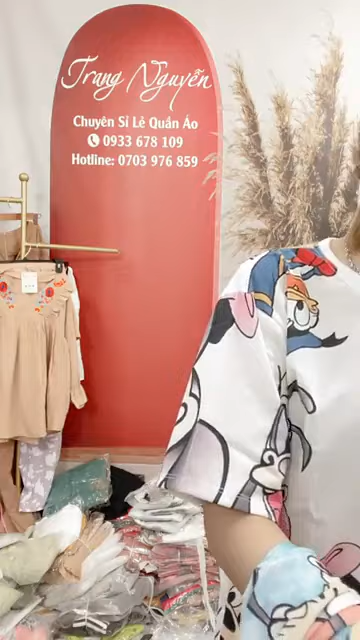 Trang Nguyễn
Chuyên Sỉ Lẻ Quần Áo
0933 678 109
Hotline: 0703 976 859